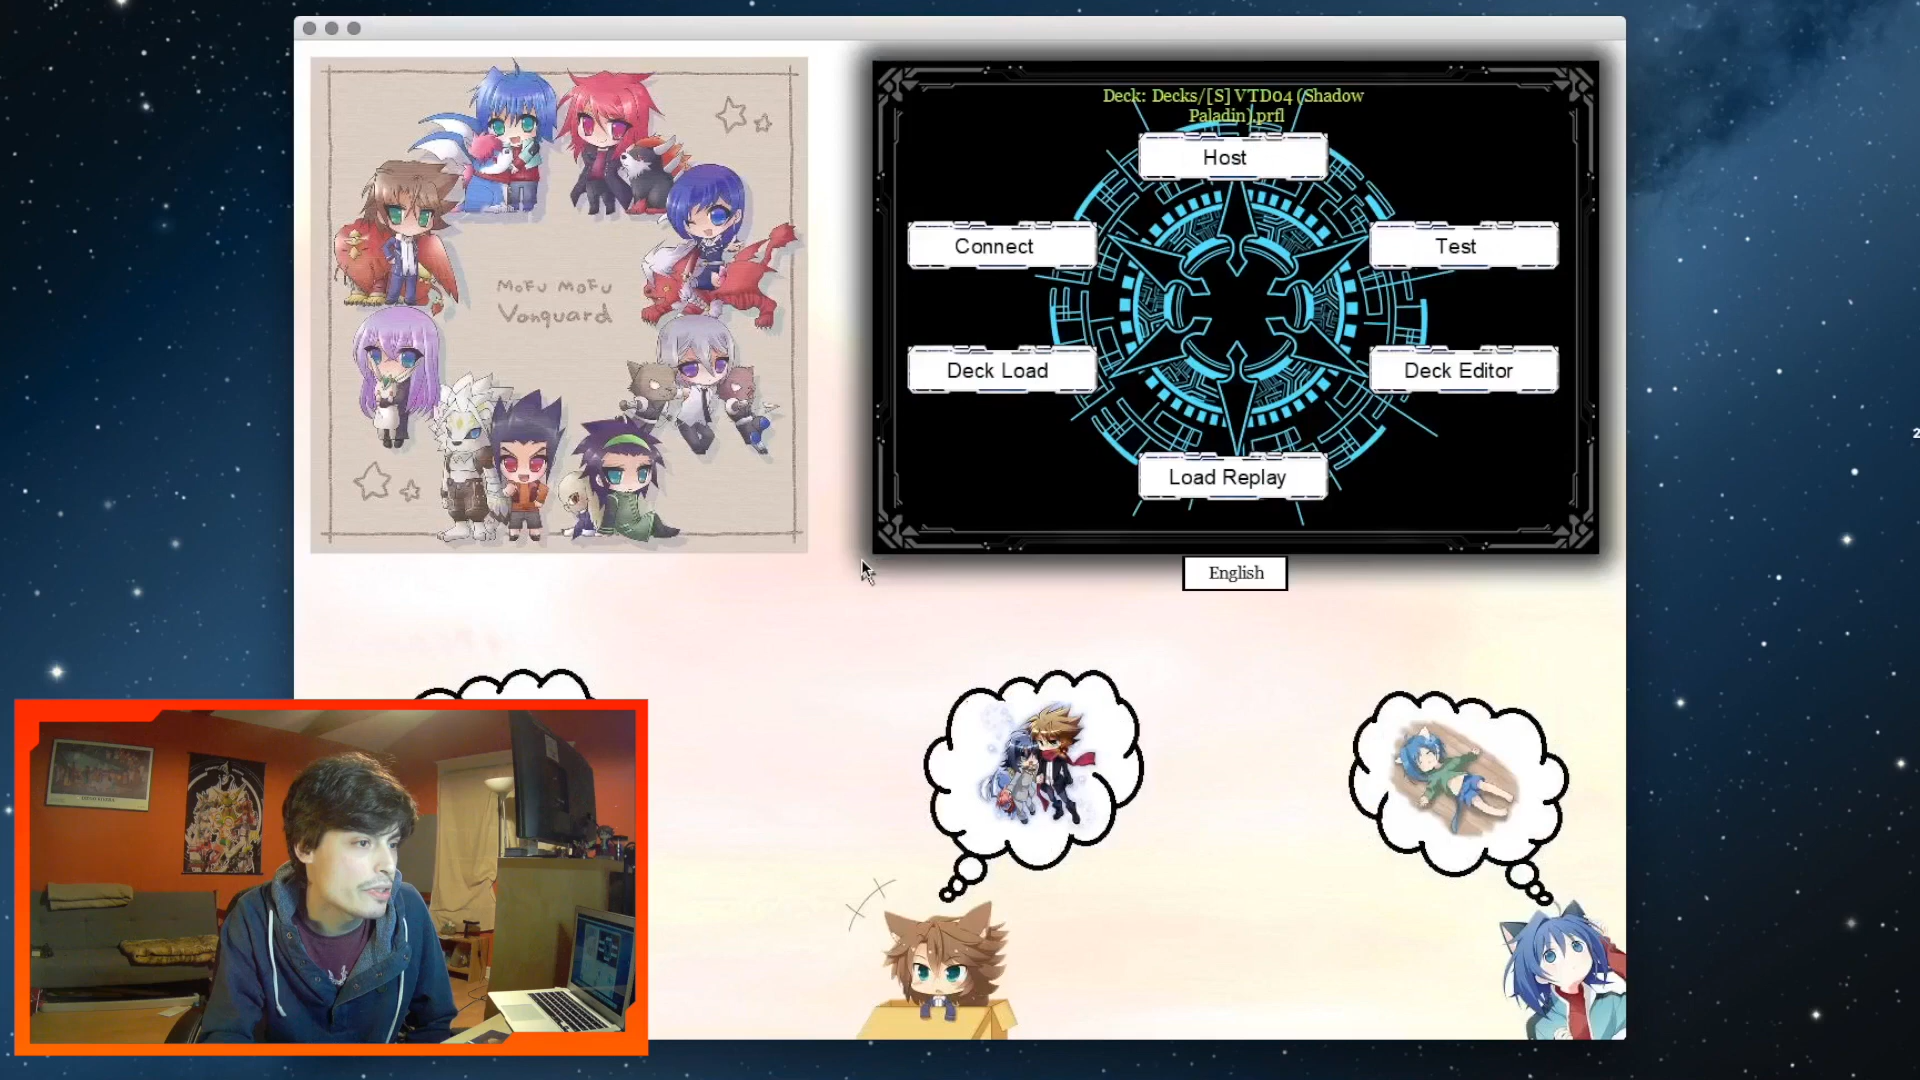 MoFu MoFu
Vanguard
Deck: Decks/[S] VTD04 (Shadow
Paladin).prfl
Host
Connect
Test
Deck Load
Deck Editor
Load Replay
English
2